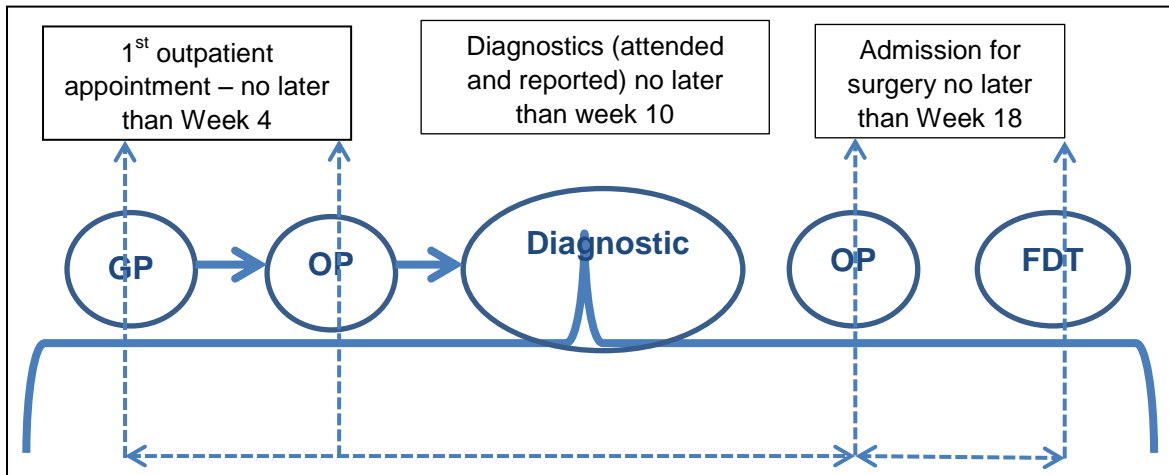 1st outpatient
appointment – no later
than Week 4
Diagnostics (attended
and reported) no later
than week 10
Admission for
surgery no later
than Week 18
GP
OP
Diagnostic
OP
FDT